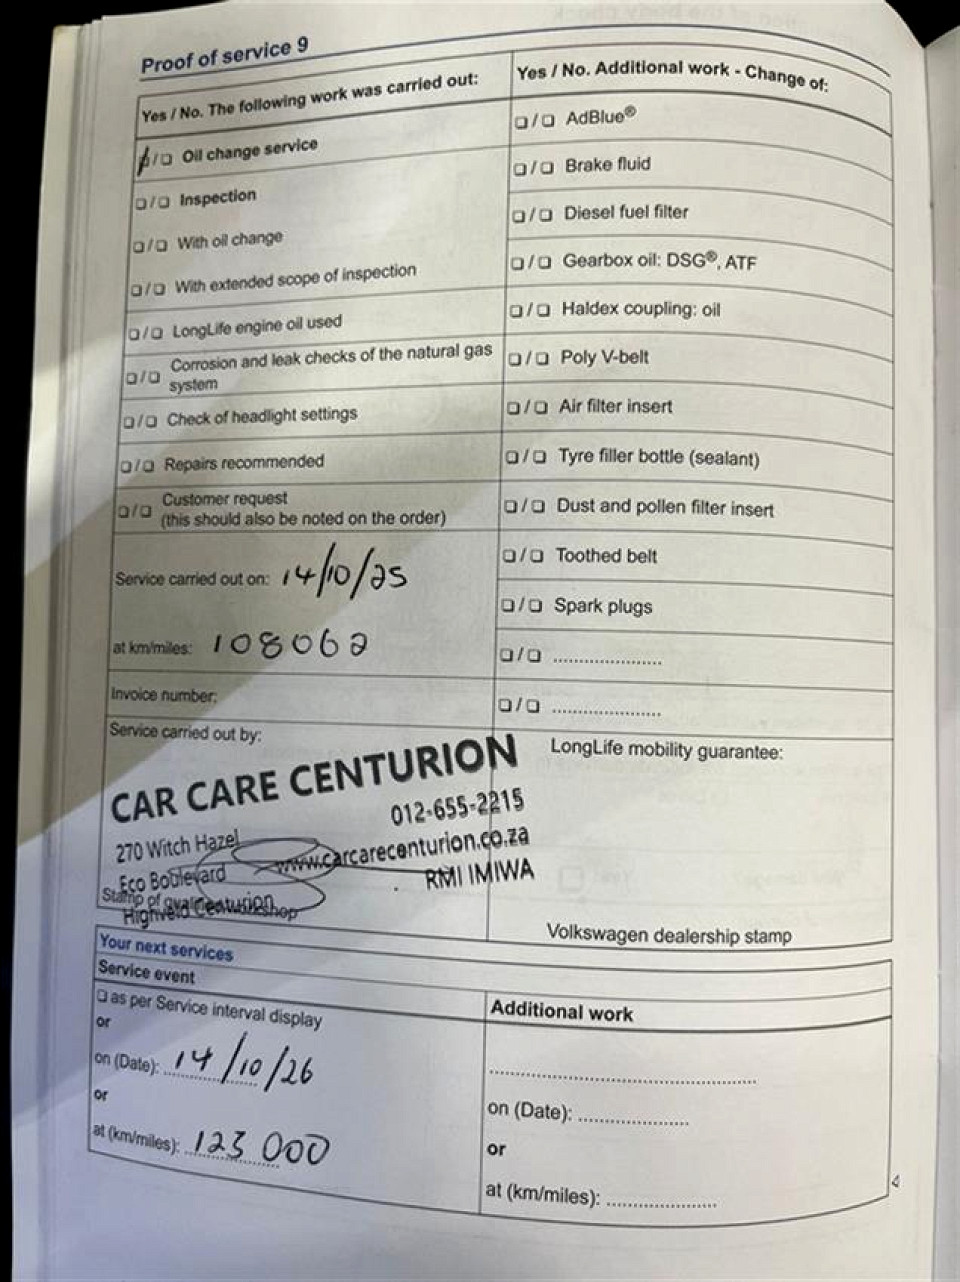 Proof of service 9
Yes / No. The following work was carried out:
❏ / ❏ Oil change service
❏ / ❏ Inspection
❏ / ❏ With oil change
❏ / ❏ With extended scope of inspection
❏ / ❏ LongLife engine oil used
❏ / ❏ Corrosion and leak checks of the natural gas
system
❏ / ❏ Check of headlight settings
❏ / ❏ Repairs recommended
❏ / ❏ Customer request
(this should also be noted on the order)
Service carried out on: 14/10/25
at km/miles: 108062
Invoice number:
Service carried out by:
CAR CARE CENTURION
012-655-2215
270 Witch Hazel
www.carcarecenturion.co.za
Eco Boulevard
RMI IMIWA
Stamp of
Highveld Centurion
Yes / No. Additional work - Change of:
❏ / ❏ AdBlue®
❏ / ❏ Brake fluid
❏ / ❏ Diesel fuel filter
❏ / ❏ Gearbox oil: DSG®, ATF
❏ / ❏ Haldex coupling: oil
❏ / ❏ Poly V-belt
❏ / ❏ Air filter insert
❏ / ❏ Tyre filler bottle (sealant)
❏ / ❏ Dust and pollen filter insert
❏ / ❏ Toothed belt
❏ / ❏ Spark plugs
❏ / ❏ ......................
❏ / ❏ ......................
LongLife mobility guarantee:
Volkswagen dealership stamp
Your next services
Service event
❏ as per Service interval display
or
on (Date): 14/10/26
or
at (km/miles): 123 000
Additional work
on (Date): ......................
or
at (km/miles): ......................